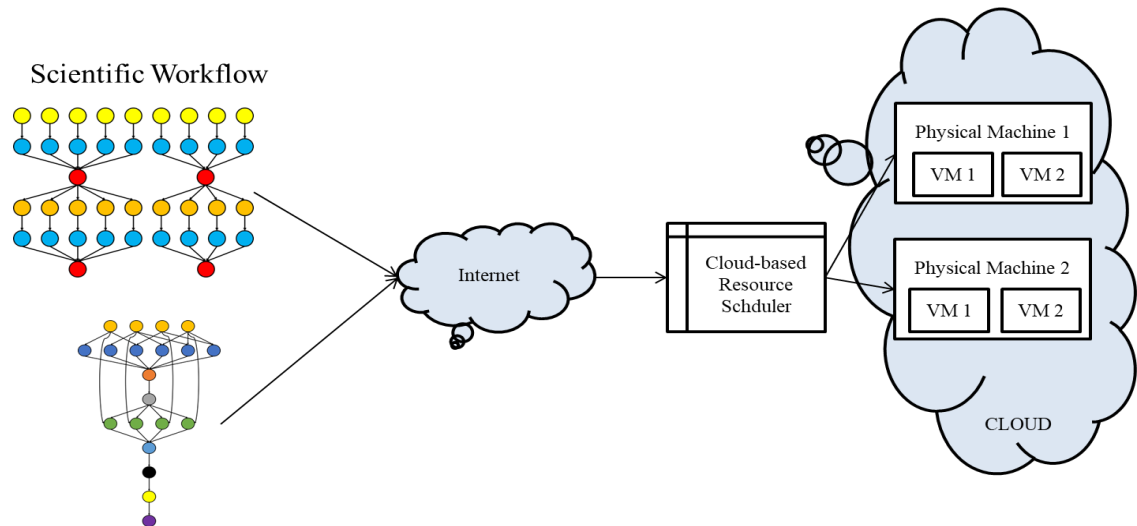 Scientific Workflow
Internet
Cloud-based
Resource
Schduler
Physical Machine 1
VM 1
VM 2
Physical Machine 2
VM 1
VM 2
CLOUD